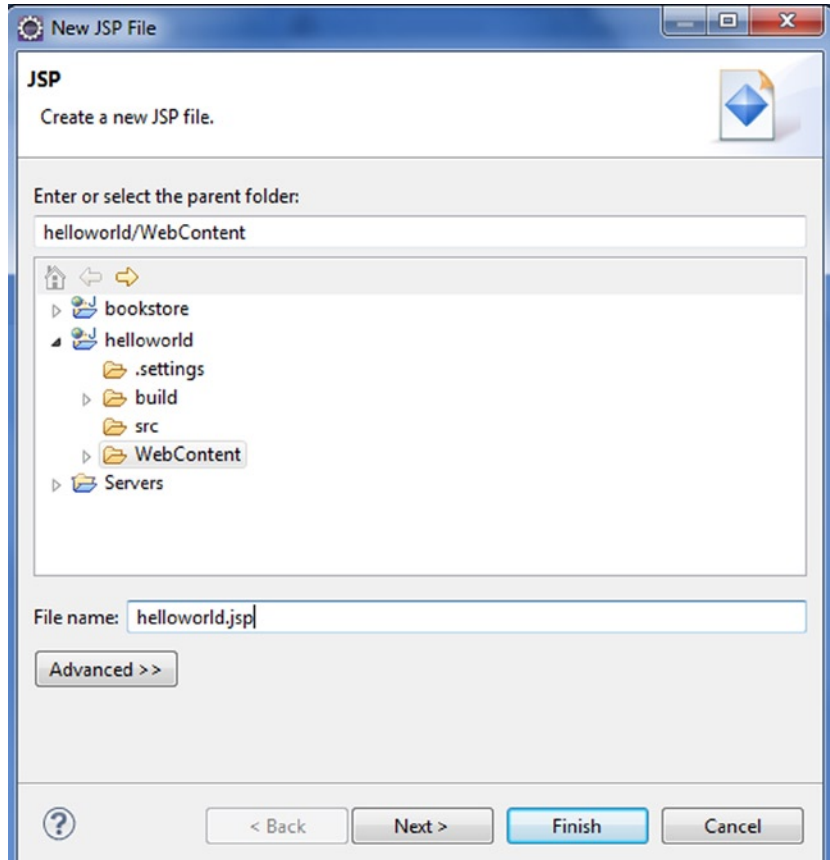 New JSP File
JSP
Create a new JSP file.
Enter or select the parent folder:
helloworld/WebContent
bookstore
helloworld
.settings
build
src
WebContent
Servers
File name: helloworld.jsp
Advanced >>
< Back Next > Finish Cancel